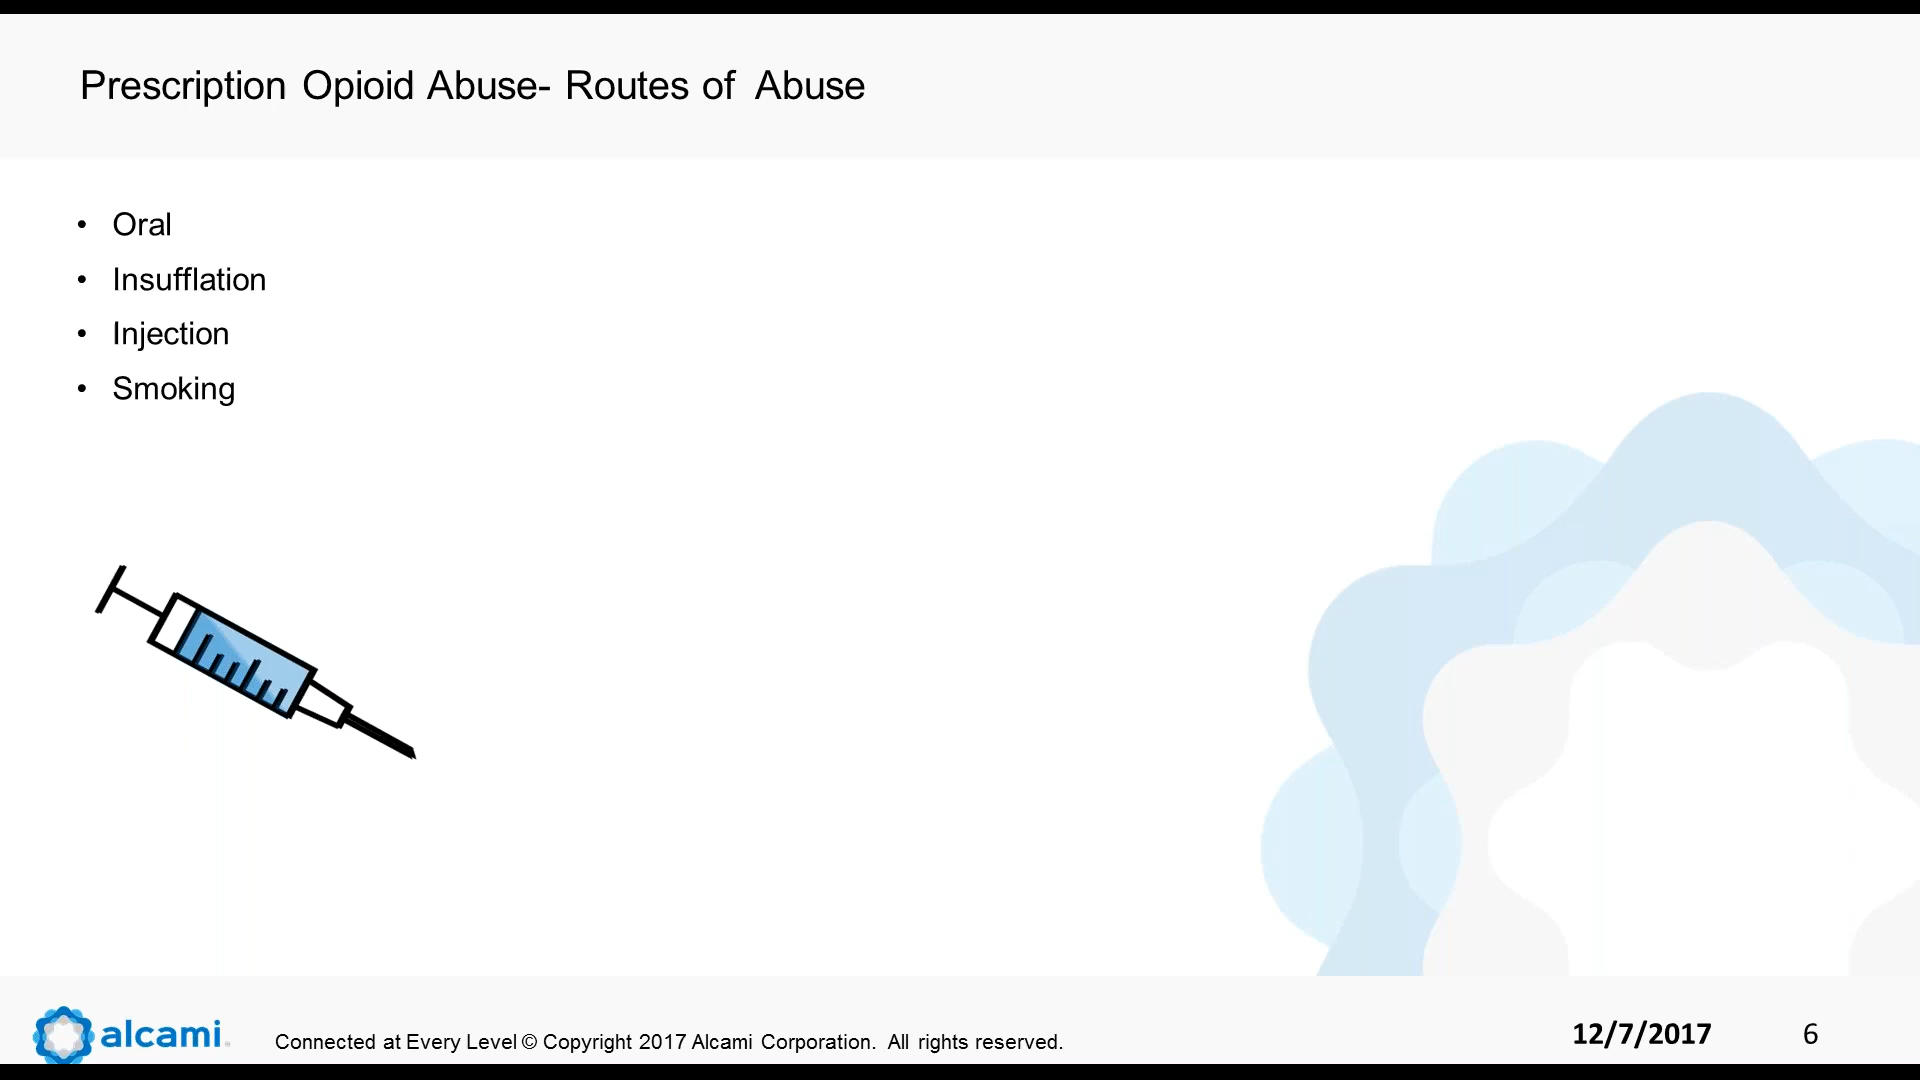 Prescription Opioid Abuse- Routes of Abuse
• Oral
• Insufflation
• Injection
• Smoking
alcami
Connected at Every Level © Copyright 2017 Alcami Corporation. All rights reserved.
12/7/2017
6